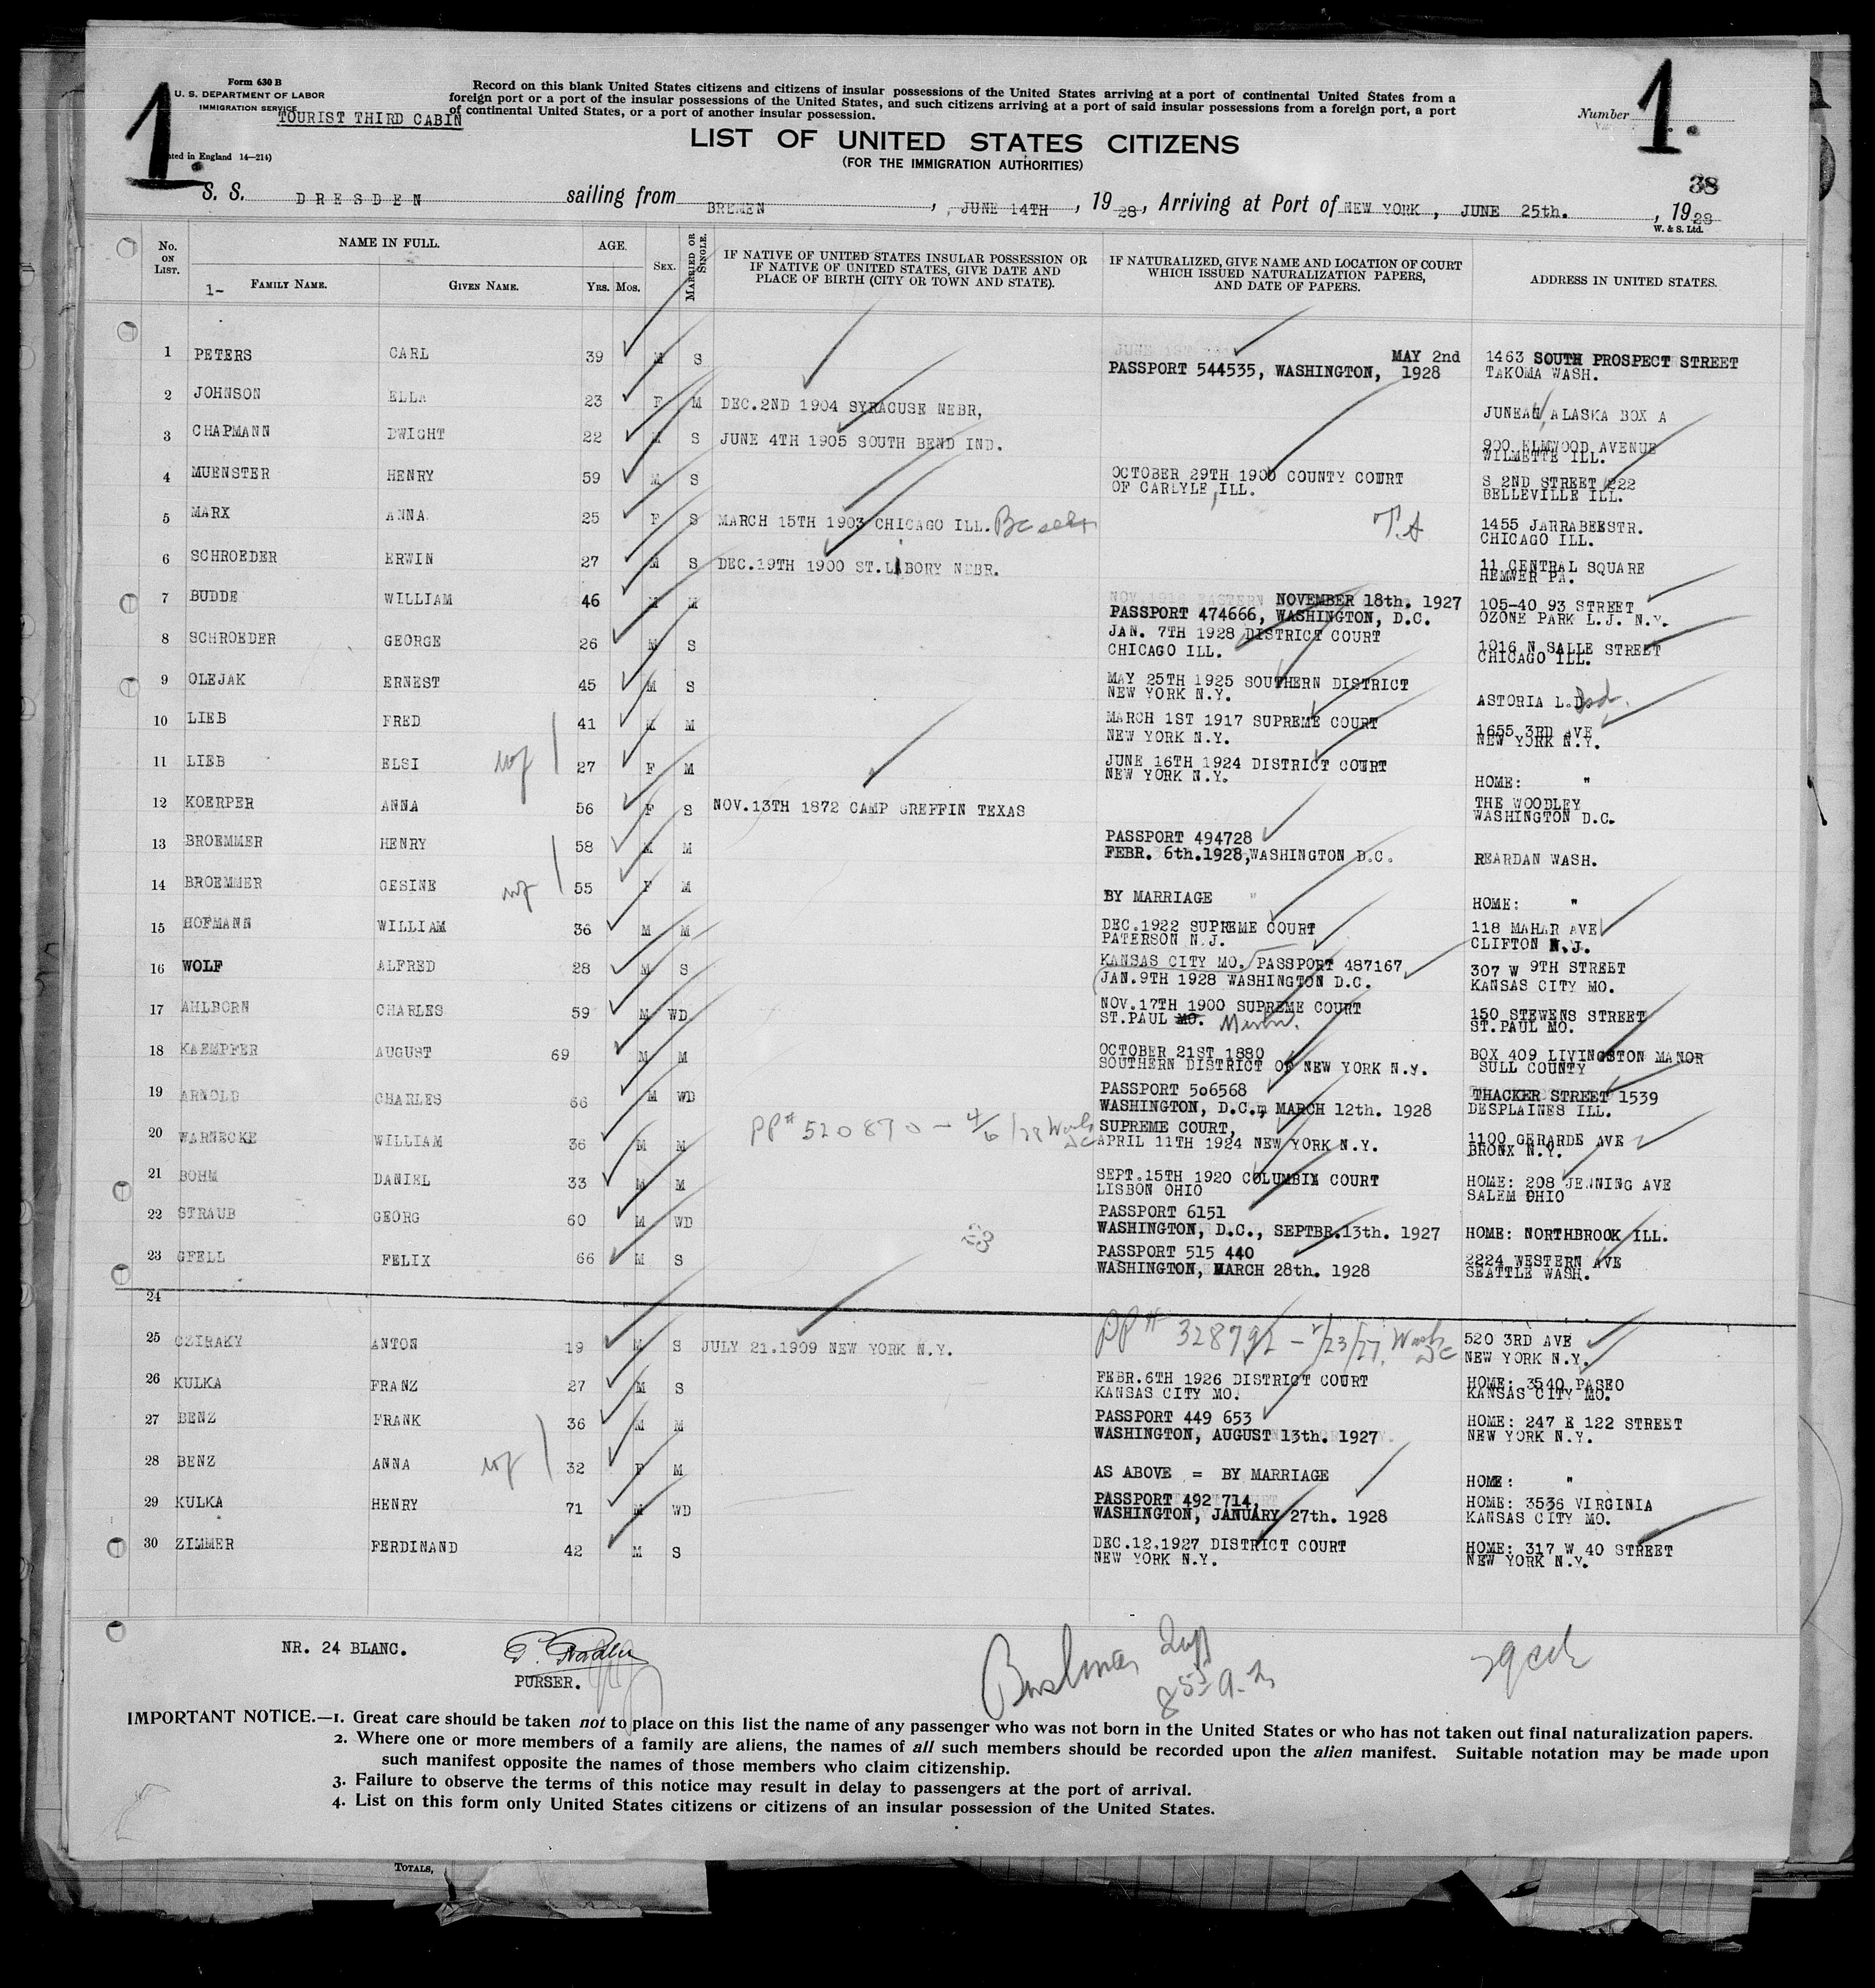 Form 630 B
U. S. DEPARTMENT OF LABOR
IMMIGRATION SERVICE
TOURIST THIRD CABIN
(Printed in England 14—214)
1.
Record on this blank United States citizens and citizens of insular possessions of the United States arriving at a port of continental United States from a
foreign port or a port of the insular possessions of the United States, and such citizens arriving at a port of said insular possessions from a foreign port, a port
of continental United States, or a port of another insular possession.
Number 1.
LIST OF UNITED STATES CITIZENS
(FOR THE IMMIGRATION AUTHORITIES)
38
S. S. DRESDEN sailing from BREMEN, JUNE 14TH, 1928, Arriving at Port of NEW YORK, JUNE 25th., 1928
W. & S. Ltd.
No. ON LIST. NAME IN FULL. AGE. SEX. MARRIED OR SINGLE. IF NATIVE OF UNITED STATES INSULAR POSSESSION OR IF NATIVE OF UNITED STATES, GIVE DATE AND PLACE OF BIRTH (CITY OR TOWN AND STATE). IF NATURALIZED, GIVE NAME AND LOCATION OF COURT WHICH ISSUED NATURALIZATION PAPERS, AND DATE OF PAPERS. ADDRESS IN UNITED STATES.
1- FAMILY NAME. GIVEN NAME. YRS. MOS.
1 PETERS CARL 39 M S PASSPORT 544535, WASHINGTON, MAY 2nd 1928 1463 SOUTH PROSPECT STREET TAKOMA WASH.
2 JOHNSON ELLA 23 F M DEC.2ND 1904 SYRACUSE NEBR, JUNEAU ALASKA BOX A
3 CHAPMANN DWIGHT 22 M S JUNE 4TH 1905 SOUTH BEND IND. 900 ELMWOOD AVENUE WILMETTE ILL.
4 MUENSTER HENRY 59 M S OCTOBER 29TH 1900 COUNTY COURT OF CARLYLE, ILL. S 2ND STREET 222 BELLEVILLE ILL.
5 MARX ANNA 25 F S MARCH 15TH 1903 CHICAGO ILL. BC T.A 1455 JARRABEESTR. CHICAGO ILL.
6 SCHROEDER ERWIN 27 M S DEC.19TH 1900 ST.LIBORY NEBR. 11 CENTRAL SQUARE HEMWER PA.
7 BUDDE WILLIAM 46 M M NOVEMBER 18th. 1927 PASSPORT 474666, WASHINGTON, D.C. 105-40 93 STREET OZONE PARK L.J. N.Y.
8 SCHROEDER GEORGE 26 M S JAN. 7TH 1928 DISTRICT COURT CHICAGO ILL. 1916 N SALLE STREET CHICAGO ILL.
9 OLEJAK ERNEST 45 M S MAY 25TH 1925 SOUTHERN DISTRICT NEW YORK N.Y. ASTORIA L.
10 LIEB FRED 41 M M MARCH 1ST 1917 SUPREME COURT NEW YORK N.Y. 1655 3RD AVE NEW YORK N.Y.
11 LIEB ELSI wf 27 F M JUNE 16TH 1924 DISTRICT COURT NEW YORK N.Y. HOME: "
12 KOERPER ANNA 56 F S NOV.13TH 1872 CAMP GREFFIN TEXAS THE WOODLEY WASHINGTON D.C.
13 BROEMMER HENRY 58 M M PASSPORT 494728 FEBR. 6th.1928,WASHINGTON D.C. REARDAN WASH.
14 BROEMMER GESINE wf 55 F M BY MARRIAGE " HOME: "
15 HOFMANN WILLIAM 36 M M DEC.1922 SUPREME COURT PATERSON N.J. 118 MAHAR AVE CLIFTON N.J.
16 WOLF ALFRED 28 M S KANSAS CITY MO. PASSPORT 487167 JAN.9TH 1928 WASHINGTON D.C. 307 W 9TH STREET KANSAS CITY MO.
17 AHLBORN CHARLES 59 M WD NOV.17TH 1900 SUPREME COURT ST.PAUL MO. Minn. 150 STEWENS STREET ST.PAUL MO.
18 KAEMPFER AUGUST 69 M M OCTOBER 21ST 1880 SOUTHERN DISTRICT OF NEW YORK N.Y. BOX 409 LIVINGSTON MANOR SULL COUNTY
19 ARNOLD CHARLES 66 M WD PASSPORT 506568 WASHINGTON, D.C., MARCH 12th. 1928 THACKER STREET 1539 DESPLAINES ILL.
20 WARNECKE WILLIAM 36 M M PP# 520870 - 4/6/28 Wash DC SUPREME COURT, APRIL 11TH 1924 NEW YORK N.Y. 1100 GERARDE AVE BRONX N.Y.
21 BOHM DANIEL 33 M M SEPT.15TH 1920 COLUMBIX COURT LISBON OHIO HOME: 208 JENNING AVE SALEM OHIO
22 STRAUB GEORG 60 M WD PASSPORT 6151 WASHINGTON, D.C., SEPTBR.13th. 1927 HOME: NORTHBROOK ILL.
23 GFELL FELIX 66 M S 23 PASSPORT 515 440 WASHINGTON, MARCH 28th. 1928 2224 WESTERN AVE SEATTLE WASH.
24
25 CZIRAKY ANTON 19 M S JULY 21.1909 NEW YORK N.Y. PP# 328792 - 2/23/27. Wash DC 520 3RD AVE NEW YORK N.Y.
26 KULKA FRANZ 27 M S FEBR.6TH 1926 DISTRICT COURT KANSAS CITY MO. HOME: 3540 PASEO KANSAS CITY MO.
27 BENZ FRANK 36 M M PASSPORT 449 653 WASHINGTON, AUGUST 13th. 1927 HOME: 247 E 122 STREET NEW YORK N.Y.
28 BENZ ANNA wf 32 F M AS ABOVE = BY MARRIAGE HOME: "
29 KULKA HENRY 71 M WD PASSPORT 492 714, WASHINGTON, JANUARY 27th. 1928 HOME: 3536 VIRGINIA KANSAS CITY MO.
30 ZIMMER FERDINAND 42 M S DEC.12,1927 DISTRICT COURT NEW YORK N.Y. HOME: 317 W 40 STREET NEW YORK N.Y.
NR. 24 BLANC.
PURSER.
IMPORTANT NOTICE.—1. Great care should be taken not to place on this list the name of any passenger who was not born in the United States or who has not taken out final naturalization papers.
2. Where one or more members of a family are aliens, the names of all such members should be recorded upon the alien manifest. Suitable notation may be made upon
such manifest opposite the names of those members who claim citizenship.
3. Failure to observe the terms of this notice may result in delay to passengers at the port of arrival.
4. List on this form only United States citizens or citizens of an insular possession of the United States.
TOTALS,